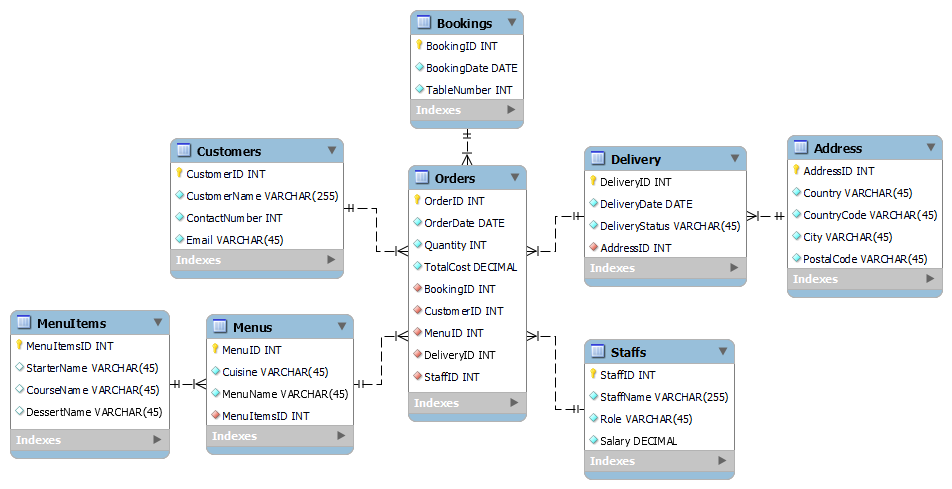 Bookings
BookingID INT
BookingDate DATE
TableNumber INT
Indexes
Customers
CustomerID INT
CustomerName VARCHAR(255)
ContactNumber INT
Email VARCHAR(45)
Indexes
Orders
OrderID INT
OrderDate DATE
Quantity INT
TotalCost DECIMAL
BookingID INT
CustomerID INT
MenuID INT
DeliveryID INT
StaffID INT
Indexes
Delivery
DeliveryID INT
DeliveryDate DATE
DeliveryStatus VARCHAR(45)
AddressID INT
Indexes
Address
AddressID INT
Country VARCHAR(45)
CountryCode VARCHAR(45)
City VARCHAR(45)
PostalCode VARCHAR(45)
Indexes
MenuItems
MenuItemsID INT
StarterName VARCHAR(45)
CourseName VARCHAR(45)
DessertName VARCHAR(45)
Indexes
Menus
MenuID INT
Cuisine VARCHAR(45)
MenuName VARCHAR(45)
MenuItemsID INT
Indexes
Staffs
StaffID INT
StaffName VARCHAR(255)
Role VARCHAR(45)
Salary DECIMAL
Indexes